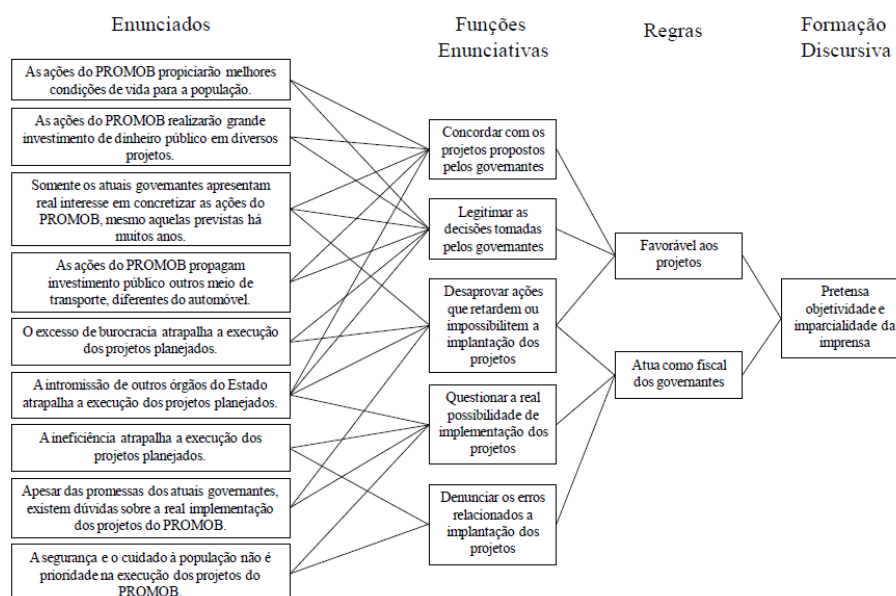 Enunciados
Funções
Enunciativas
Regras
Formação
Discursiva
As ações do PROMOB propiciarão melhores
condições de vida para a população.
As ações do PROMOB realizarão grande
investimento de dinheiro público em diversos
projetos.
Somente os atuais governantes apresentam
real interesse em concretizar as ações do
PROMOB, mesmo aquelas previstas há
muitos anos.
As ações do PROMOB propagam
investimento público outros meio de
transporte, diferentes do automóvel.
O excesso de burocracia atrapalha a execução
dos projetos planejados.
A intromissão de outros órgãos do Estado
atrapalha a execução dos projetos planejados.
A ineficiência atrapalha a execução dos
projetos planejados.
Apesar das promessas dos atuais governantes,
existem dúvidas sobre a real implementação
dos projetos do PROMOB.
A segurança e o cuidado à população não é
prioridade na execução dos projetos do
PROMOB.
Concordar com os
projetos propostos
pelos governantes
Legitimar as
decisões tomadas
pelos governantes
Desaprovar ações
que retardem ou
impossibilitem a
implantação dos
projetos
Questionar a real
possibilidade de
implementação dos
projetos
Denunciar os erros
relacionados a
implantação dos
projetos
Favorável aos
projetos
Atua como fiscal
dos governantes
Pretensa
objetividade e
imparcialidade da
imprensa